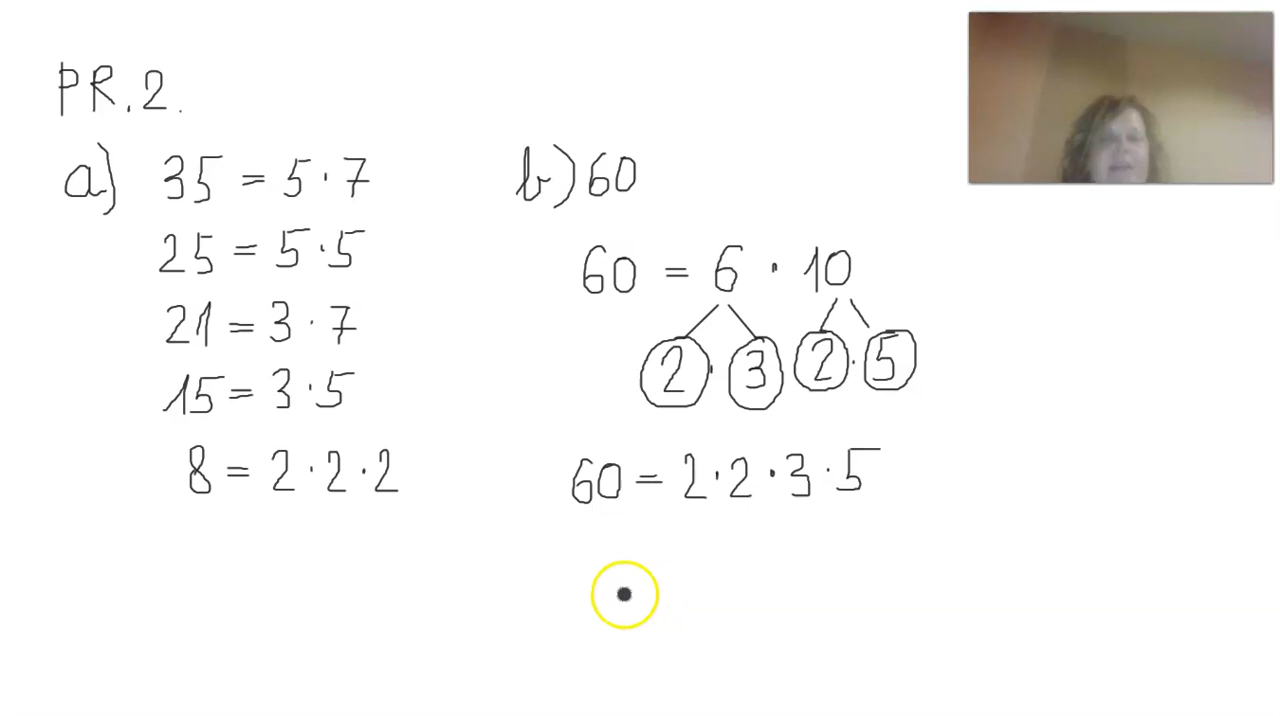 PR.2.
a) 35 = 5·7
25 = 5·5
21 = 3·7
15 = 3·5
8 = 2·2·2
b) 60
60 = 6 · 10
2 · 3 2 · 5
60 = 2·2·3·5